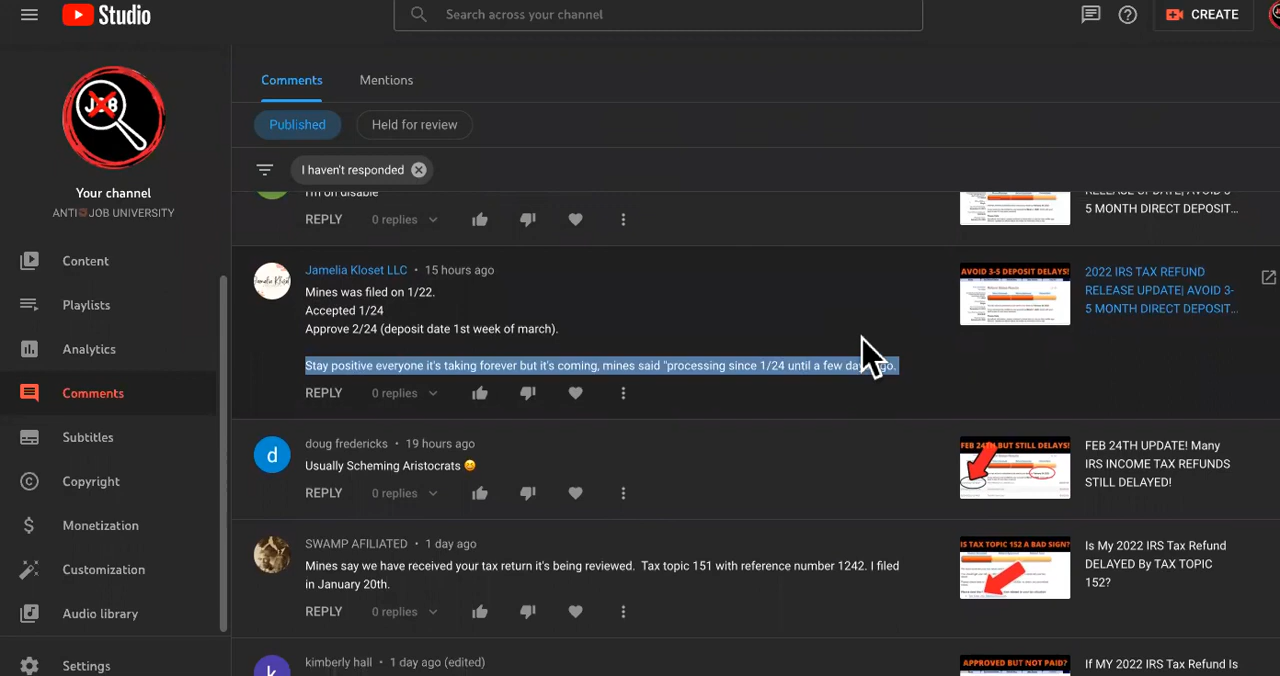 Studio
Search across your channel
CREATE
JOB
Your channel
ANTI JOB UNIVERSITY
Content
Playlists
Analytics
Comments
Subtitles
Copyright
Monetization
Customization
Audio library
Settings
Comments
Mentions
Published
Held for review
I haven't responded
I'm on disable
REPLY
0 replies
RELEASE UPDATE| AVOID 3-
5 MONTH DIRECT DEPOSIT...
Jamelia Kloset LLC • 15 hours ago
Mines was filed on 1/22.
Accepted 1/24
Approve 2/24 (deposit date 1st week of march).
Stay positive everyone it's taking forever but it's coming, mines said "processing since 1/24 until a few go.
REPLY
0 replies
AVOID 3-5 DEPOSIT DELAYS!
2022 IRS TAX REFUND
RELEASE UPDATE| AVOID 3-
5 MONTH DIRECT DEPOSIT...
d
doug fredericks • 19 hours ago
Usually Scheming Aristocrats 😀
REPLY
0 replies
FEB 24TH BUT STILL DELAYS!
FEB 24TH UPDATE! Many
IRS INCOME TAX REFUNDS
STILL DELAYED!
SWAMP AFILIATED • 1 day ago
Mines say we have received your tax return it's being reviewed. Tax topic 151 with reference number 1242. I filed
in January 20th.
REPLY
0 replies
IS TAX TOPIC 152 A BAD SIGN?
Is My 2022 IRS Tax Refund
DELAYED By TAX TOPIC
152?
k
kimberly hall • 1 day ago (edited)
APPROVED BUT NOT PAID?
If MY 2022 IRS Tax Refund Is